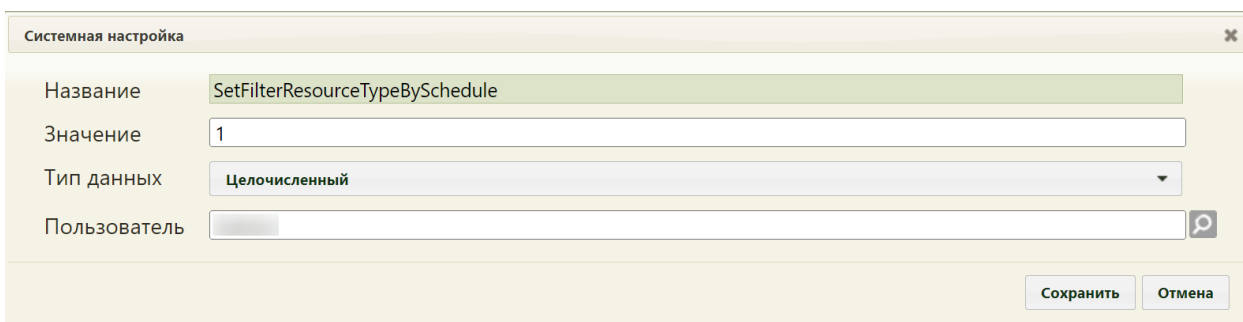 Системная настройка
Название SetFilterResourceTypeBySchedule
Значение 1
Тип данных Целочисленный
Пользователь
Сохранить Отмена